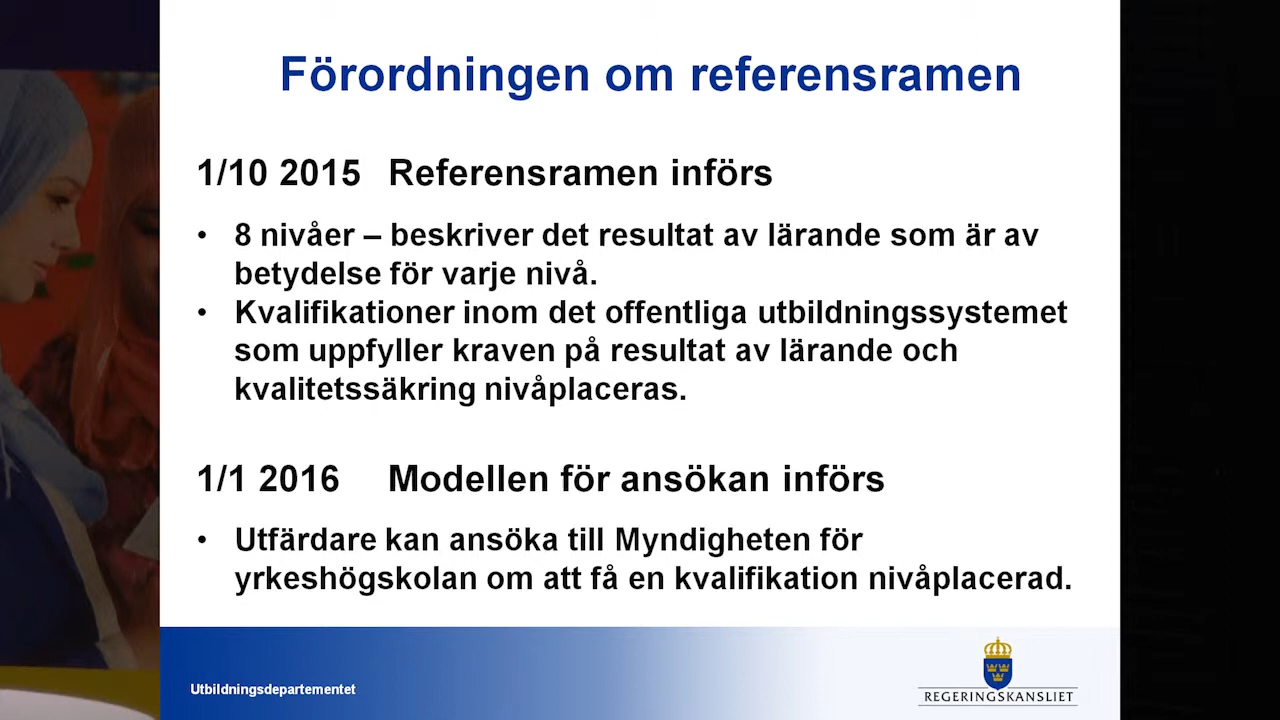 Förordningen om referensramen
1/10 2015 Referensramen införs
• 8 nivåer – beskriver det resultat av lärande som är av
betydelse för varje nivå.
• Kvalifikationer inom det offentliga utbildningssystemet
som uppfyller kraven på resultat av lärande och
kvalitetssäkring nivåplaceras.
1/1 2016 Modellen för ansökan införs
• Utfärdare kan ansöka till Myndigheten för
yrkeshögskolan om att få en kvalifikation nivåplacerad.
Utbildningsdepartementet
REGERINGSKANSLIET